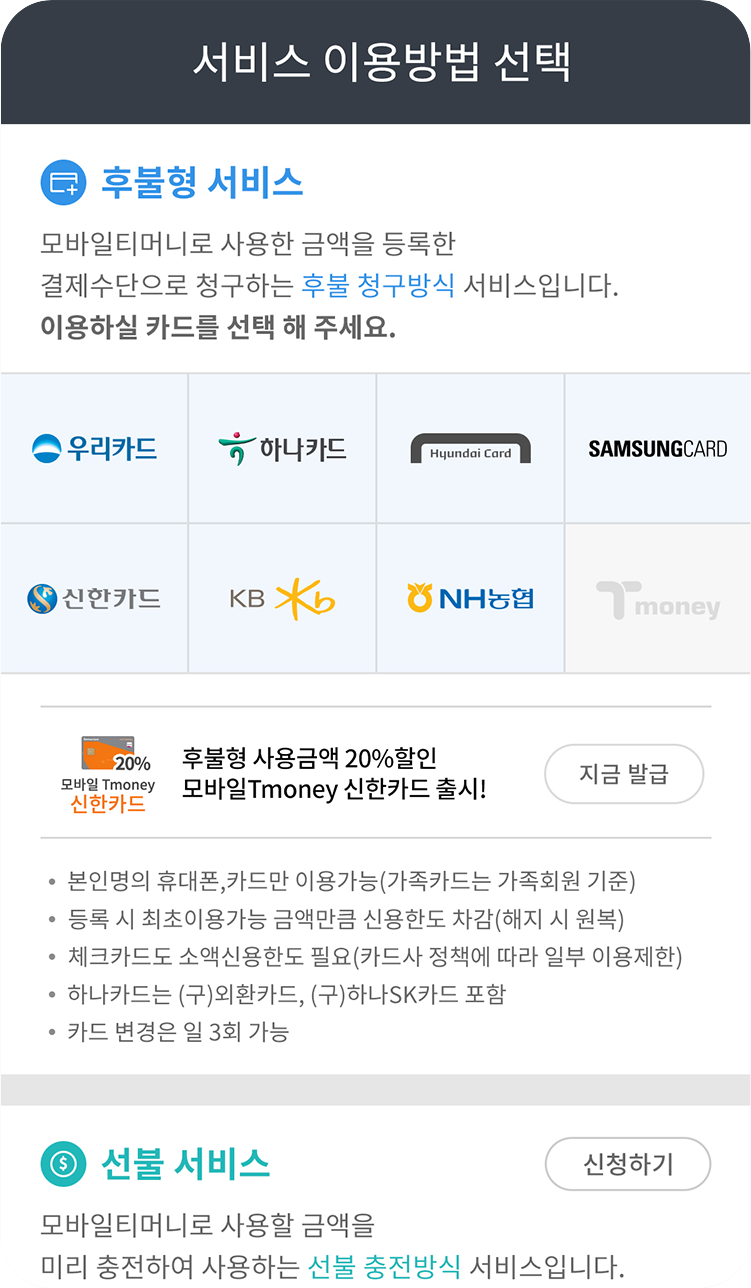 서비스 이용방법 선택
후불형 서비스
모바일티머니로 사용한 금액을 등록한
결제수단으로 청구하는 후불 청구방식 서비스입니다.
이용하실 카드를 선택 해 주세요.
우리카드
하나카드
Hyundai Card
SAMSUNGCARD
신한카드
KB Kb
NH농협
Tmoney
20%
모바일 Tmoney
신한카드
후불형 사용금액 20%할인
모바일Tmoney 신한카드 출시!
지금 발급
• 본인명의 휴대폰,카드만 이용가능(가족카드는 가족회원 기준)
• 등록 시 최초이용가능 금액만큼 신용한도 차감(해지 시 원복)
• 체크카드도 소액신용한도 필요(카드사 정책에 따라 일부 이용제한)
• 하나카드는 (구)외환카드, (구)하나SK카드 포함
• 카드 변경은 일 3회 가능
선불 서비스
신청하기
모바일티머니로 사용할 금액을
미리 충전하여 사용하는 선불 충전방식 서비스입니다.